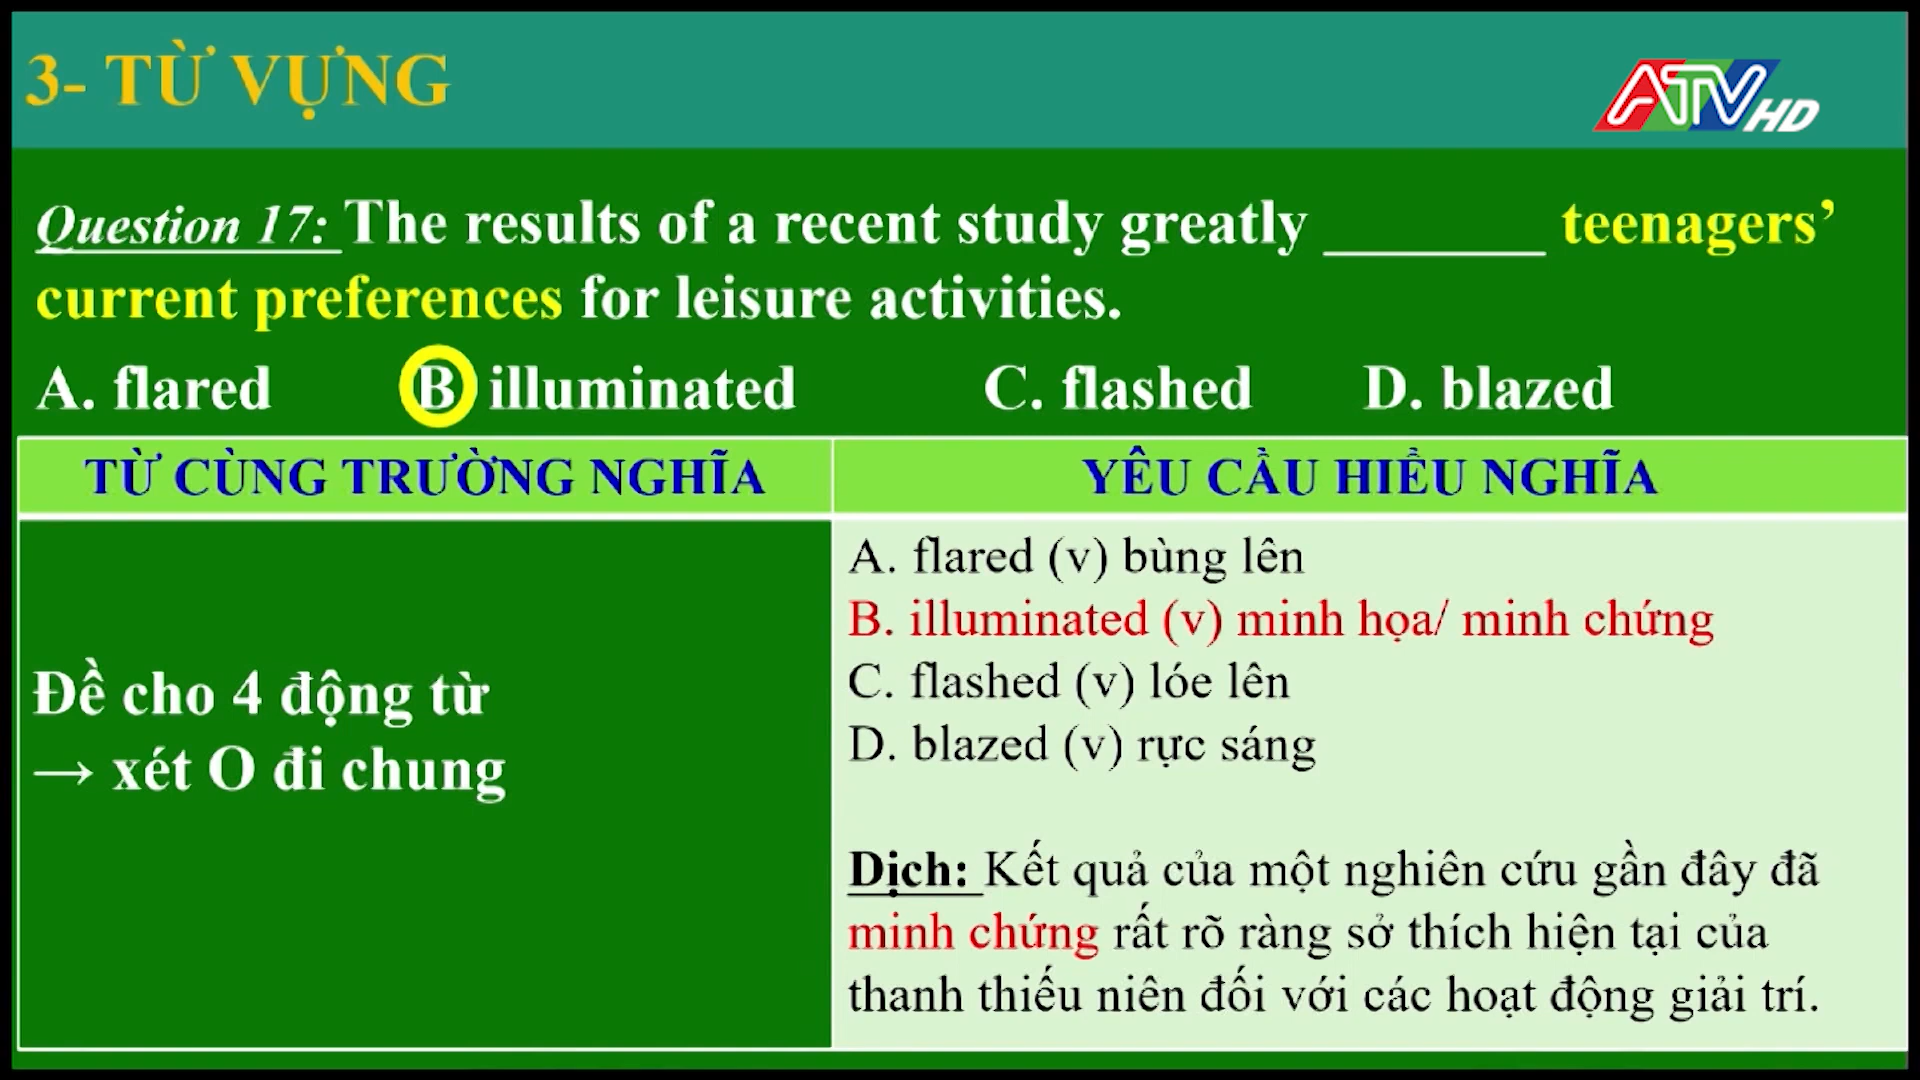 3- TỪ VỰNG
ATVHD
Question 17: The results of a recent study greatly ________ teenagers’
current preferences for leisure activities.
A. flared B illuminated C. flashed D. blazed
TỪ CÙNG TRƯỜNG NGHĨA
YÊU CẦU HIỂU NGHĨA
Đề cho 4 động từ
→ xét O đi chung
A. flared (v) bùng lên
B. illuminated (v) minh họa/ minh chứng
C. flashed (v) lóe lên
D. blazed (v) rực sáng
Dịch: Kết quả của một nghiên cứu gần đây đã
minh chứng rất rõ ràng sở thích hiện tại của
thanh thiếu niên đối với các hoạt động giải trí.